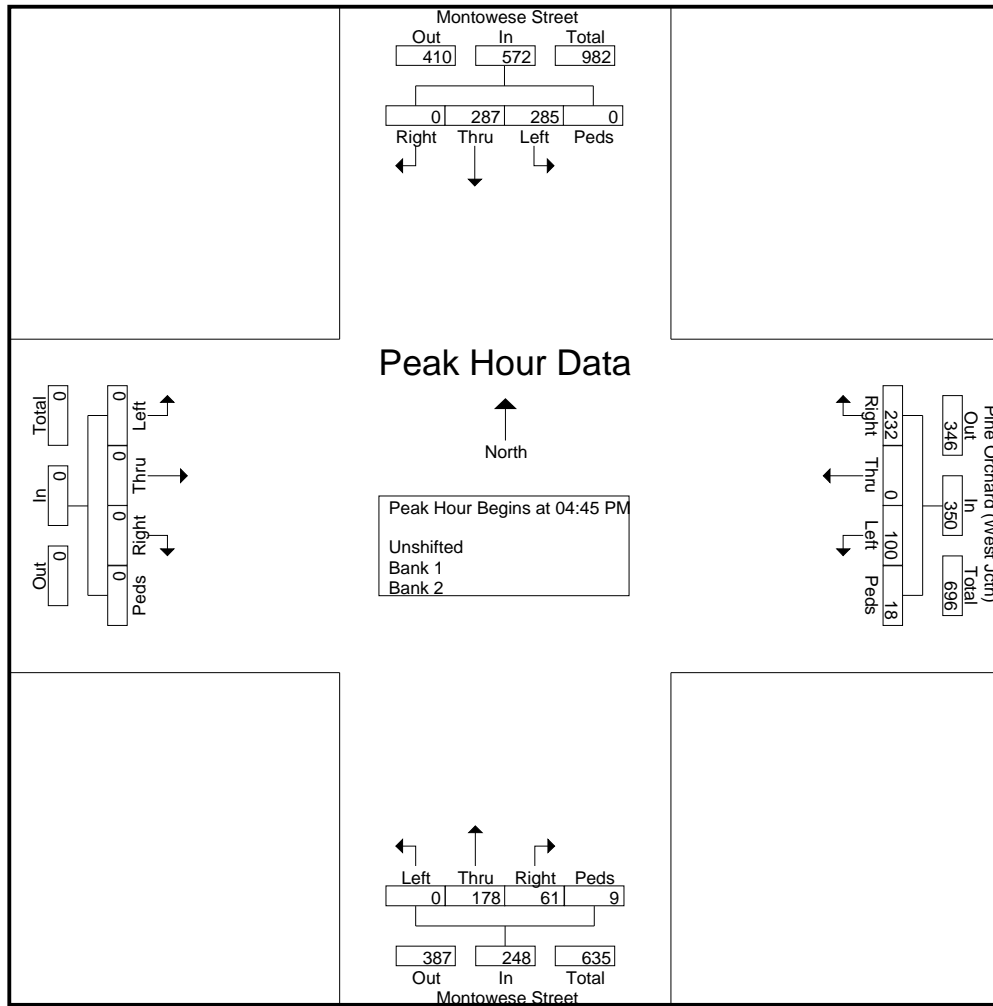 Montowese Street
Out In Total
410 572 982
0 287 285 0
Right Thru Left Peds
Peak Hour Data
North
Peak Hour Begins at 04:45 PM
Unshifted
Bank 1
Bank 2
Total In Out
0 0 0
0 0 0 0
Left Thru Right Peds
Pine Orchard (West Jctn)
Out In Total
346 350 696
232 0 100 18
Right Thru Left Peds
Left Thru Right Peds
0 178 61 9
387 248 635
Out In Total
Montowese Street